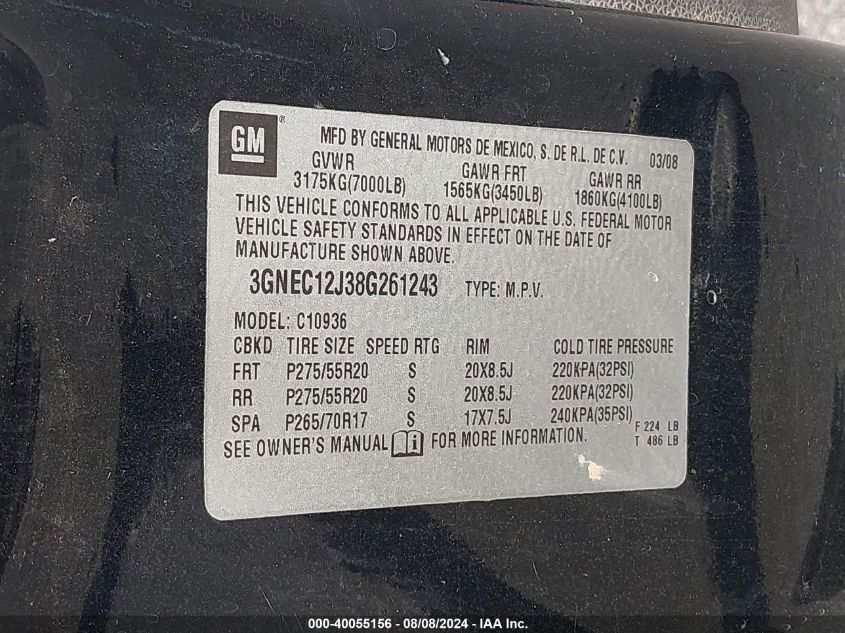 GM ® MFD BY GENERAL MOTORS DE MEXICO, S. DE R.L. DE C.V. 03/08
GVWR GAWR FRT GAWR RR
3175KG(7000LB) 1565KG(3450LB) 1860KG(4100LB)
THIS VEHICLE CONFORMS TO ALL APPLICABLE U.S. FEDERAL MOTOR
VEHICLE SAFETY STANDARDS IN EFFECT ON THE DATE OF
MANUFACTURE SHOWN ABOVE.
3GNEC12J38G261243 TYPE: M.P.V.
MODEL: C10936
CBKD TIRE SIZE SPEED RTG RIM COLD TIRE PRESSURE
FRT P275/55R20 S 20X8.5J 220KPA(32PSI)
RR P275/55R20 S 20X8.5J 220KPA(32PSI)
SPA P265/70R17 S 17X7.5J 240KPA(35PSI)
F 224 LB
SEE OWNER'S MANUAL i FOR MORE INFORMATION. T 486 LB
000-40055156 - 08/08/2024 - IAA Inc.